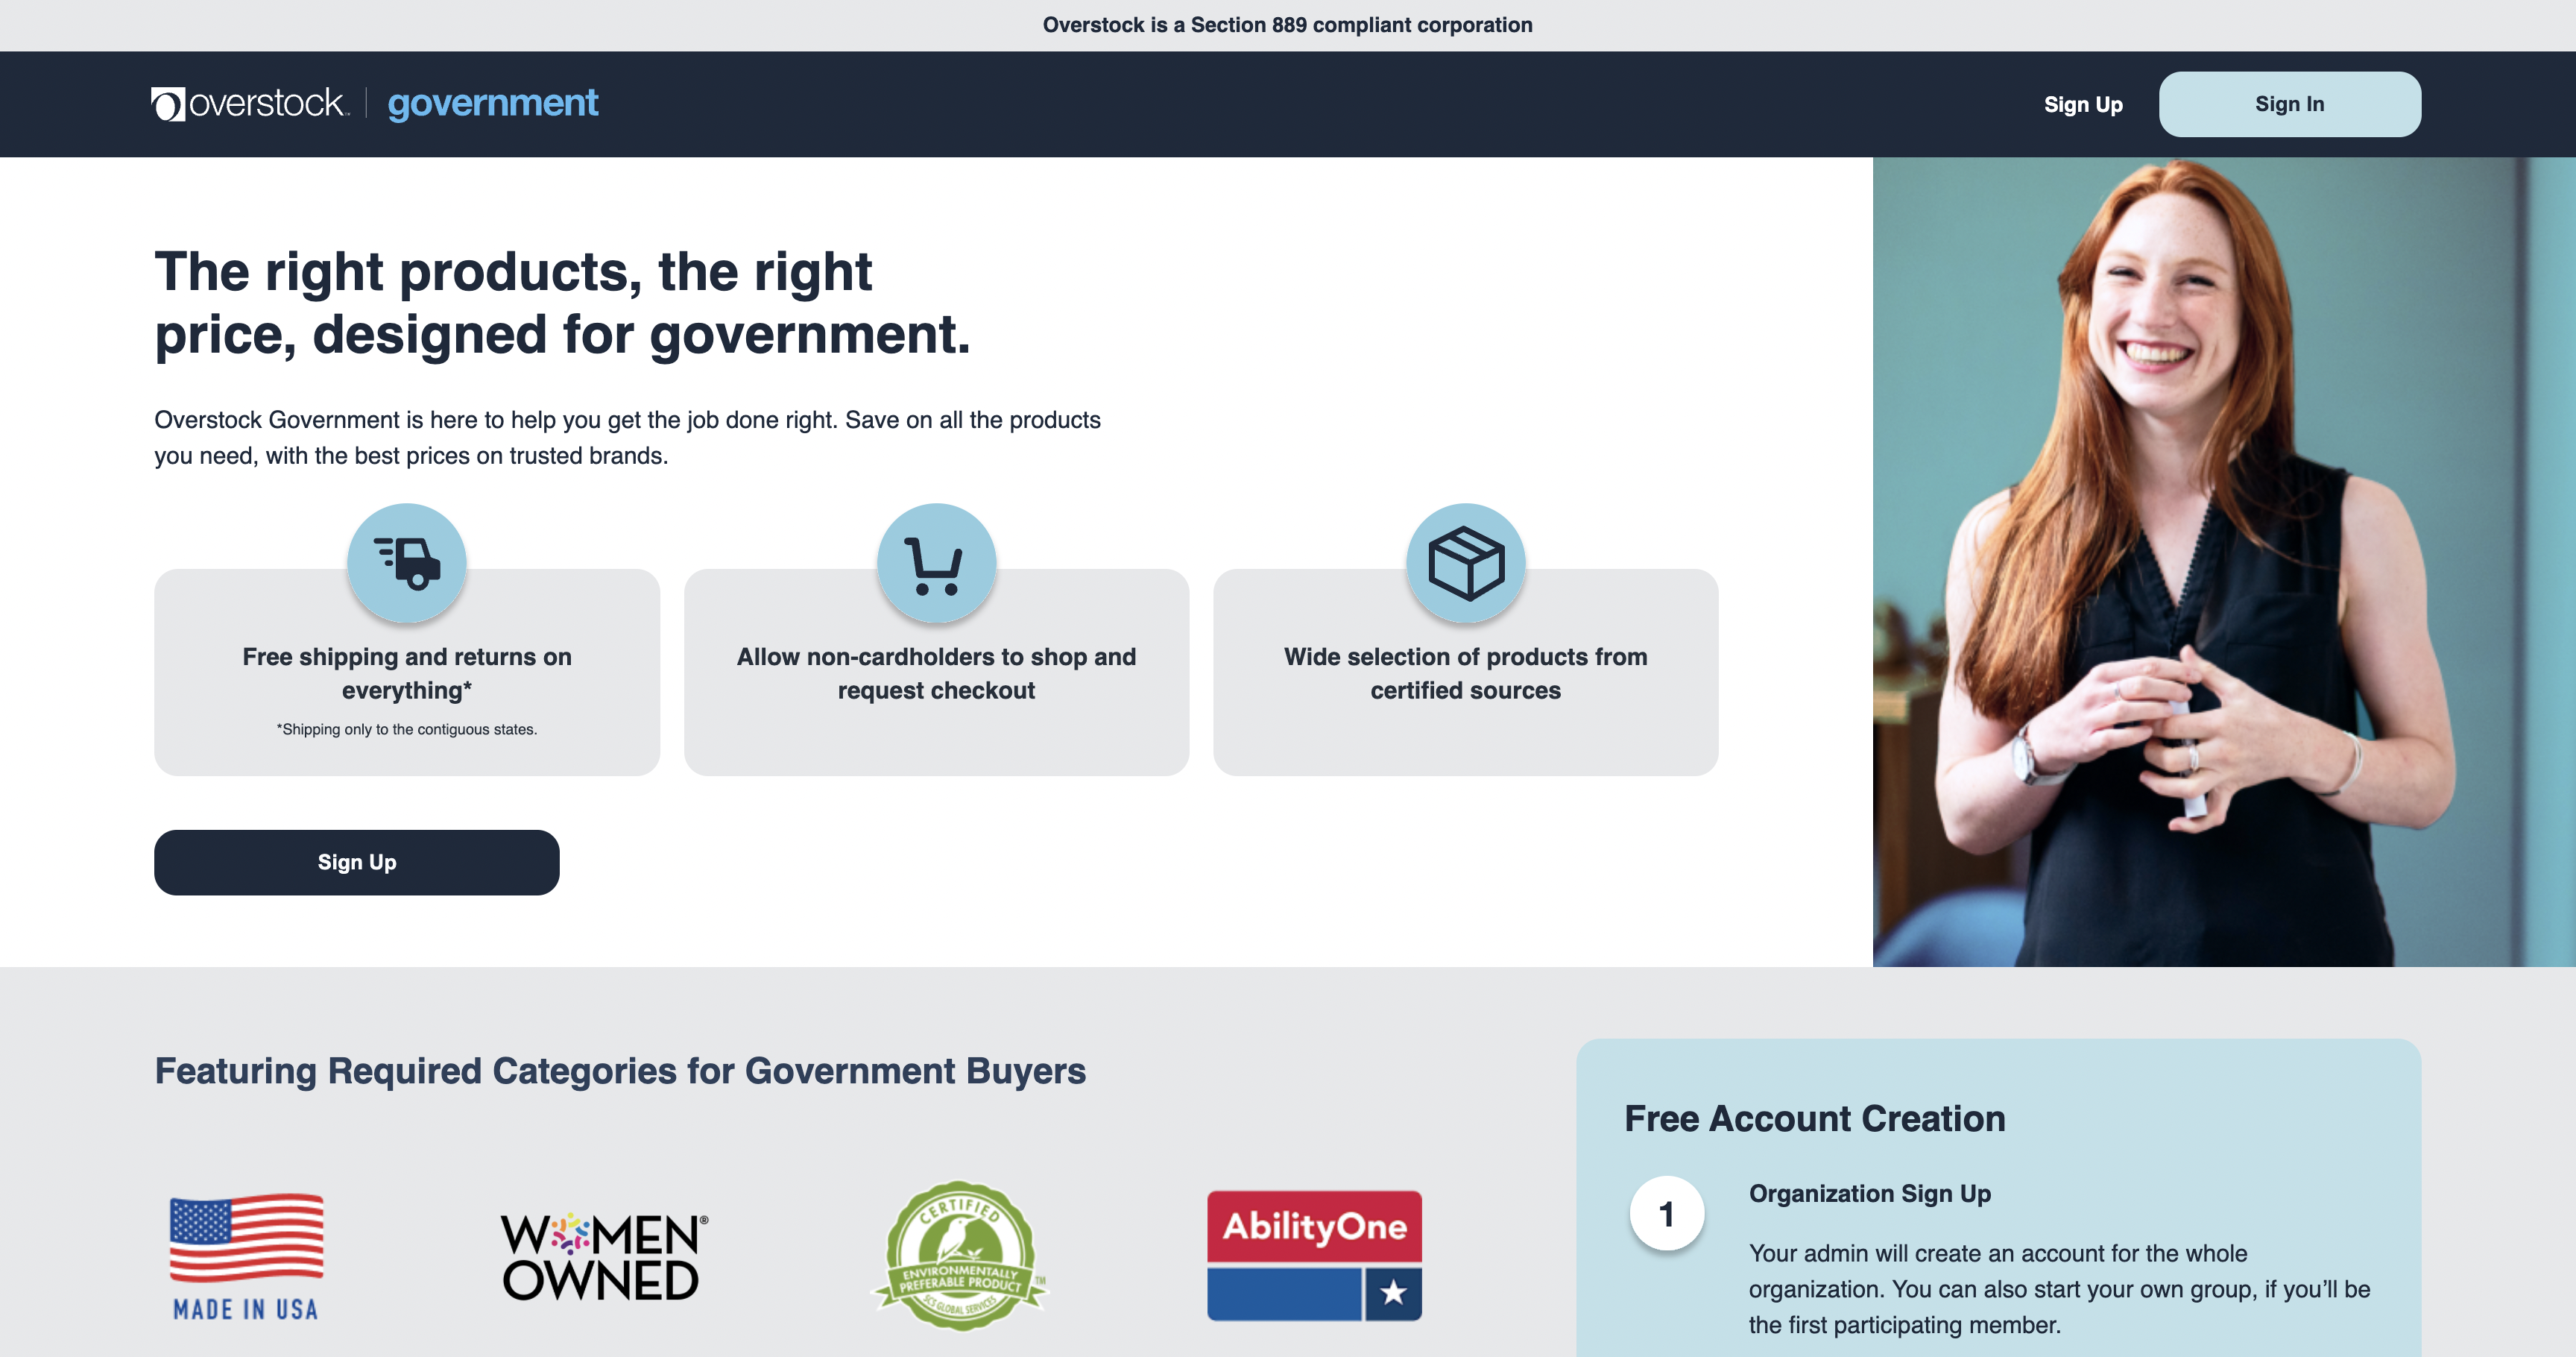 Overstock is a Section 889 compliant corporation
overstock™ government
Sign Up
Sign In
The right products, the right
price, designed for government.
Overstock Government is here to help you get the job done right. Save on all the products
you need, with the best prices on trusted brands.
Free shipping and returns on
everything*
*Shipping only to the contiguous states.
Allow non-cardholders to shop and
request checkout
Wide selection of products from
certified sources
Sign Up
Featuring Required Categories for Government Buyers
MADE IN USA
WOMEN®
OWNED
CERTIFIED
ENVIRONMENTALLY
PREFERABLE PRODUCT™
SCS GLOBAL SERVICES
AbilityOne
Free Account Creation
1
Organization Sign Up
Your admin will create an account for the whole
organization. You can also start your own group, if you’ll be
the first participating member.